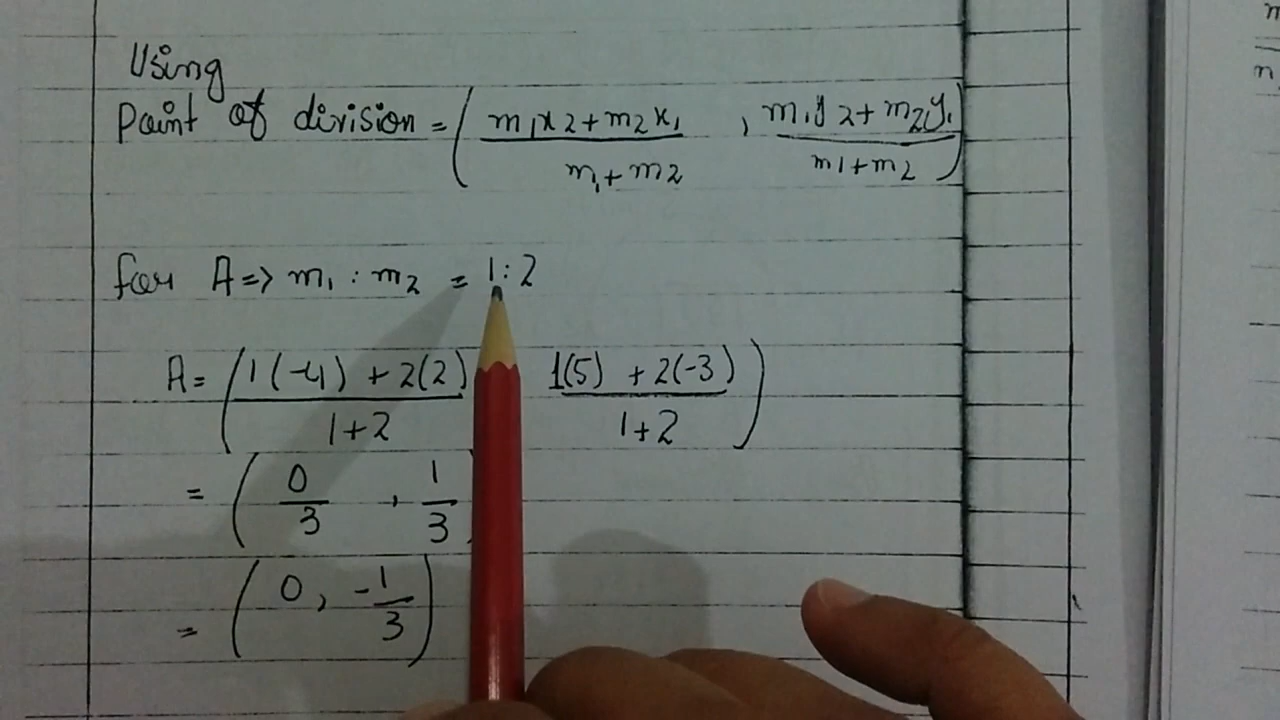 Using
Point of division = ( m₁x2+m2x₁ / m₁+m2 , m₁y2+m2y₁ / m1+m2 )
for A => m₁ : m2 = 1:2
A = ( 1(-4) + 2(2) / 1+2 1(5) + 2(-3) / 1+2 )
= ( 0/3 , 1/3
= ( 0, -1/3 )
m
n